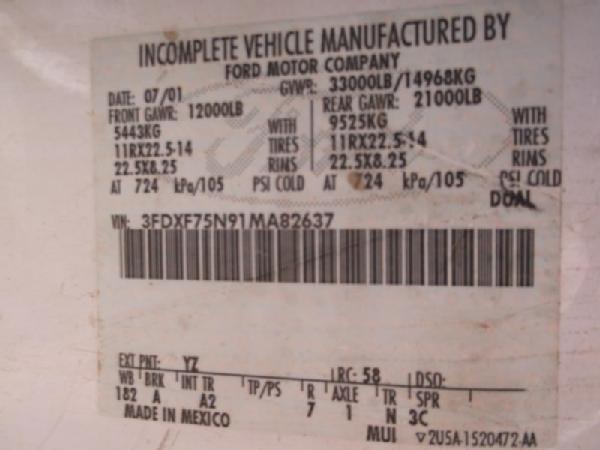 INCOMPLETE VEHICLE MANUFACTURED BY
FORD MOTOR COMPANY
DATE: 07/01 GVWR: 33000LB/14968KG
FRONT GAWR: 12000LB REAR GAWR: 21000LB
5443KG WITH 9525KG WITH
11RX22.5-14 TIRES 11RX22.5-14 TIRES
22.5X8.25 RINS 22.5X8.25 RINS
AT 724 kPa/105 PSI COLD AT 724 kPa/105 PSI COLD
DUAL
VIN: 3FDXF75N91MA82637
EXT PNT: YZ RC: 58 DSO:
WB BRK INT TR TP/PS R AXLE TR SPR
182 A A2 7 1 N 3C
MADE IN MEXICO
MUI ▽2U5A-1520472-AA